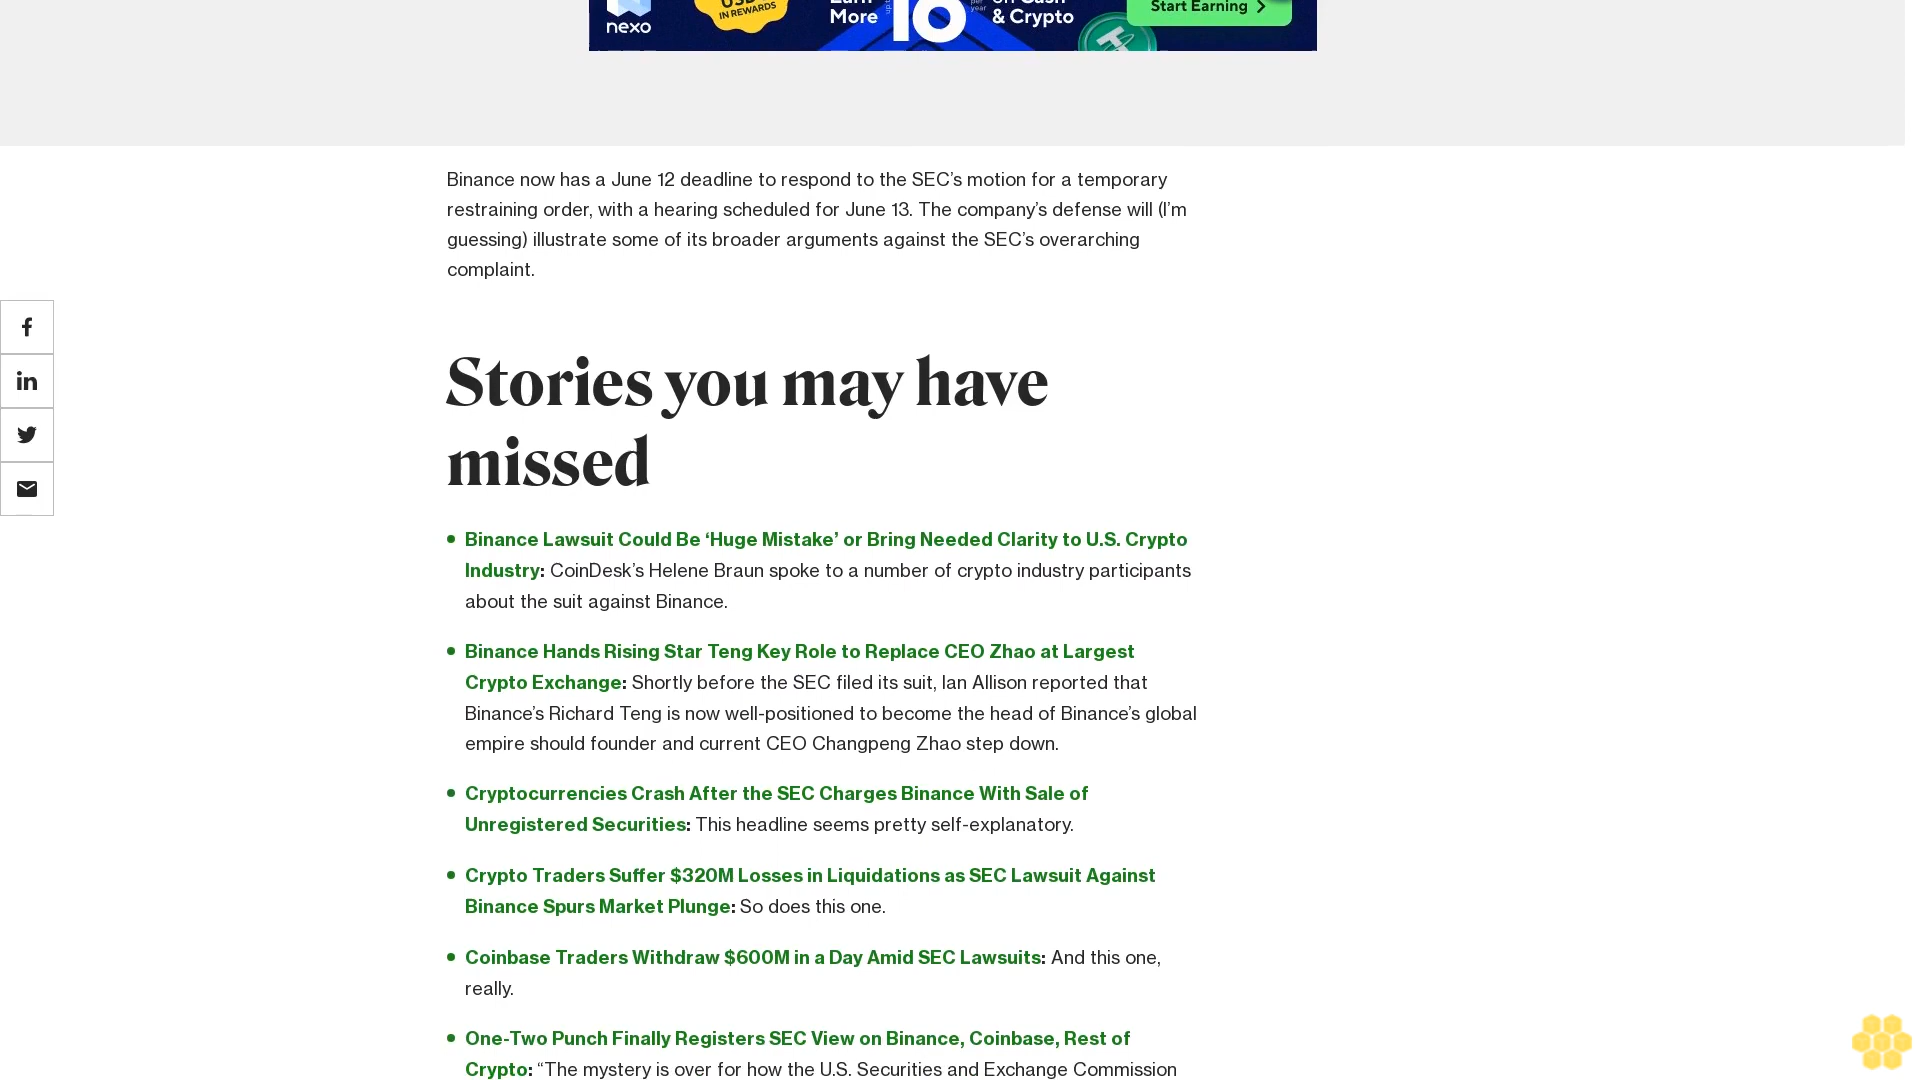 nexo
IN REWARDS
More
& Crypto
Start Earning
Binance now has a June 12 deadline to respond to the SEC’s motion for a temporary
restraining order, with a hearing scheduled for June 13. The company’s defense will (I’m
guessing) illustrate some of its broader arguments against the SEC’s overarching
complaint.
Stories you may have
missed
Binance Lawsuit Could Be ‘Huge Mistake’ or Bring Needed Clarity to U.S. Crypto
Industry: CoinDesk’s Helene Braun spoke to a number of crypto industry participants
about the suit against Binance.
Binance Hands Rising Star Teng Key Role to Replace CEO Zhao at Largest
Crypto Exchange: Shortly before the SEC filed its suit, Ian Allison reported that
Binance’s Richard Teng is now well-positioned to become the head of Binance’s global
empire should founder and current CEO Changpeng Zhao step down.
Cryptocurrencies Crash After the SEC Charges Binance With Sale of
Unregistered Securities: This headline seems pretty self-explanatory.
Crypto Traders Suffer $320M Losses in Liquidations as SEC Lawsuit Against
Binance Spurs Market Plunge: So does this one.
Coinbase Traders Withdraw $600M in a Day Amid SEC Lawsuits: And this one,
really.
One-Two Punch Finally Registers SEC View on Binance, Coinbase, Rest of
Crypto: “The mystery is over for how the U.S. Securities and Exchange Commission